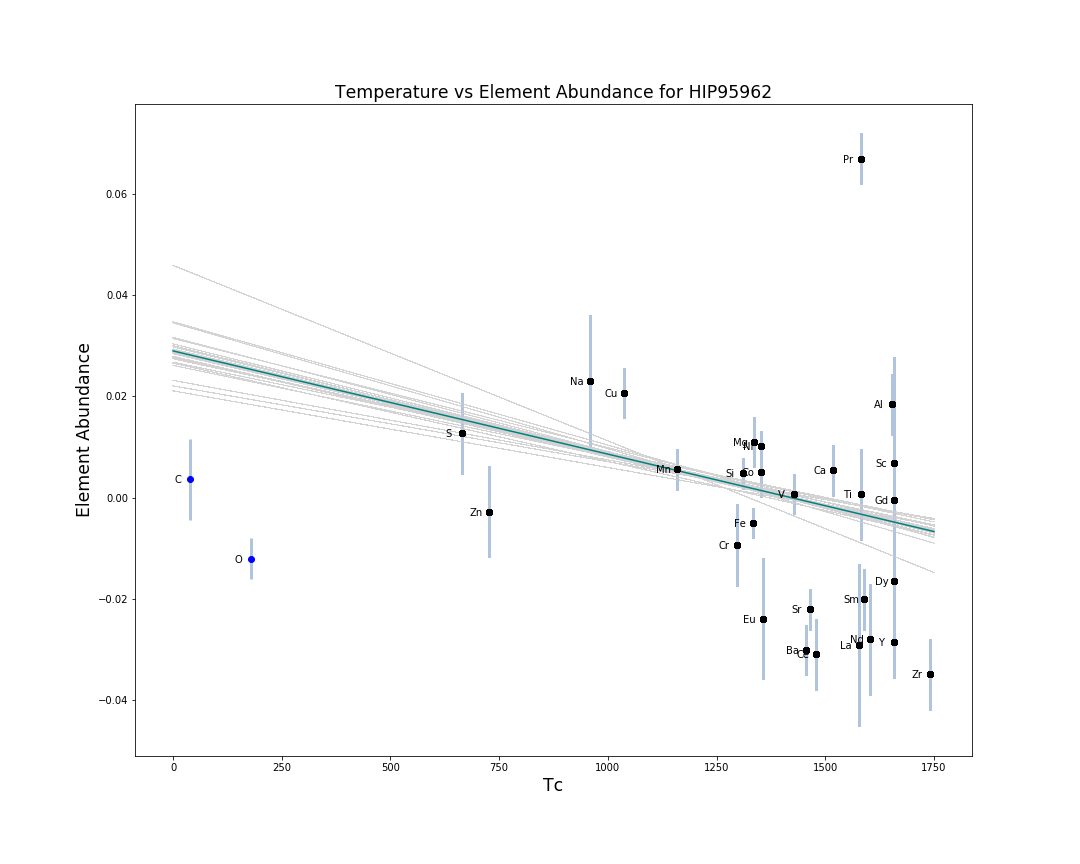 Temperature vs Element Abundance for HIP95962
Pr
0.06
0.04
Na
Cu
0.02
Al
S
Mg
Ni
Sc
Mn
Si
Co
Ca
C
V
Ti
Gd
0.00
Zn
Fe
Cr
O
Dy
−0.02
Sm
Sr
Eu
Nd
Y
La
Ba
Ce
Zr
−0.04
0
250
500
750
1000
1250
1500
1750
Tc
Element Abundance